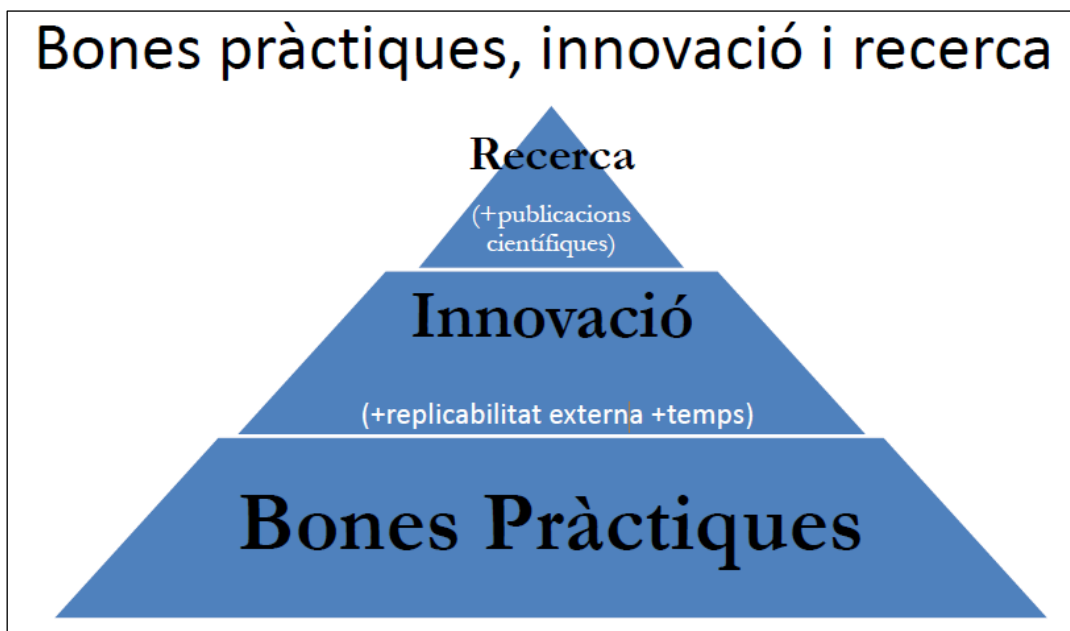 Bones pràctiques, innovació i recerca
Recerca
(+publicacions
científiques)
Innovació
(+replicabilitat externa +temps)
Bones Pràctiques